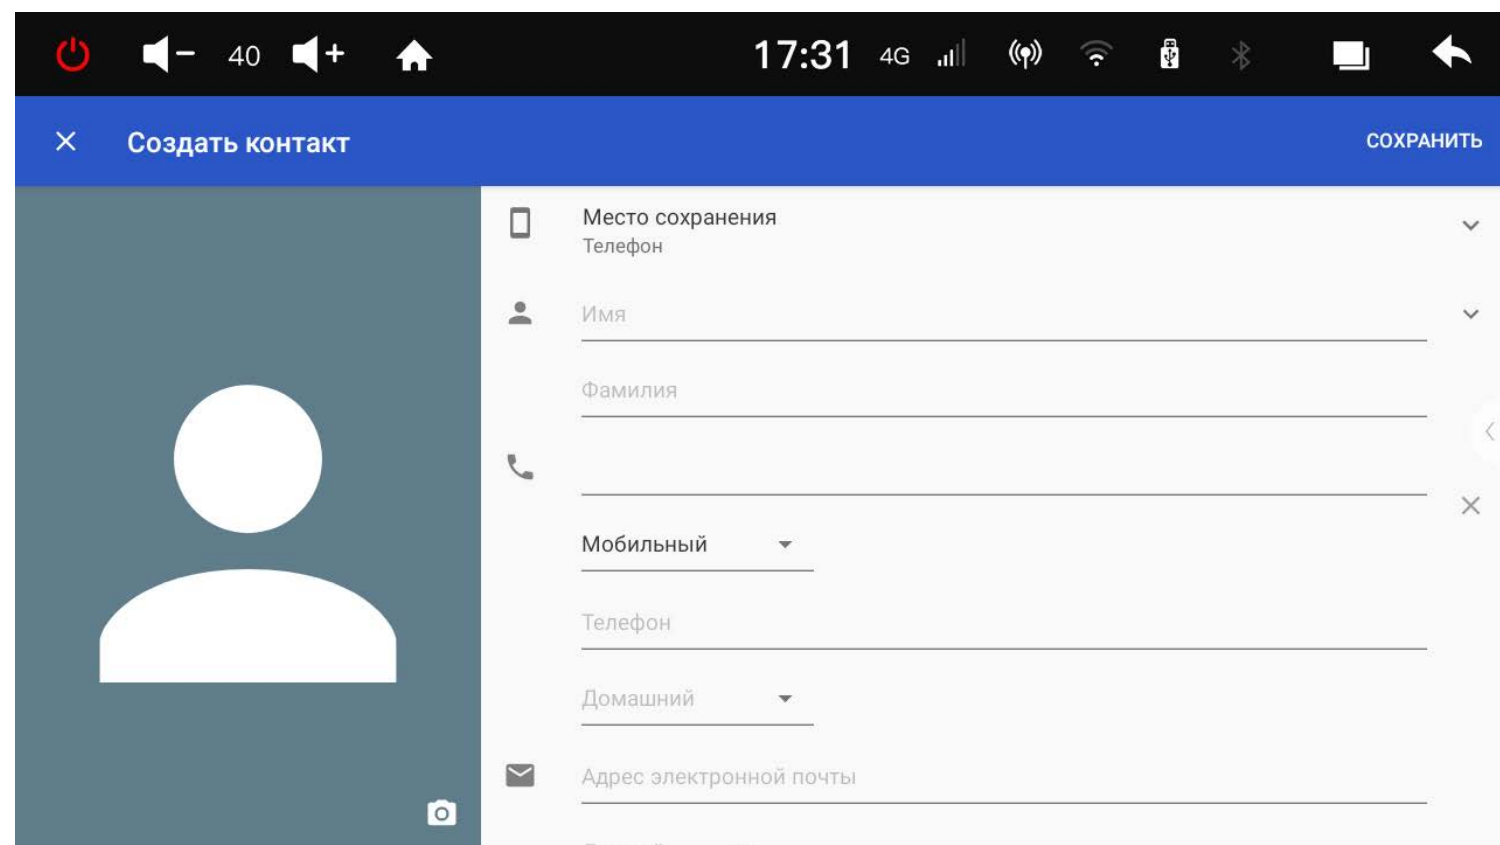 40
17:31 4G
Создать контакт
СОХРАНИТЬ
Место сохранения
Телефон
Имя
Фамилия
Мобильный
Телефон
Домашний
Адрес электронной почты